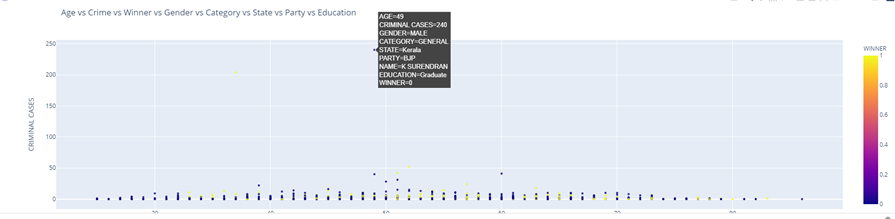 Age vs Crime vs Winner vs Gender vs Category vs State vs Party vs Education
AGE=49
CRIMINAL CASES=240
GENDER=MALE
CATEGORY=GENERAL
STATE=Kerala
PARTY=BJP
NAME=K SURENDRAN
EDUCATION=Graduate
WINNER=0
CRIMINAL CASES
250
200
150
100
50
0
WINNER
1
0.8
0.6
0.4
0.2
0